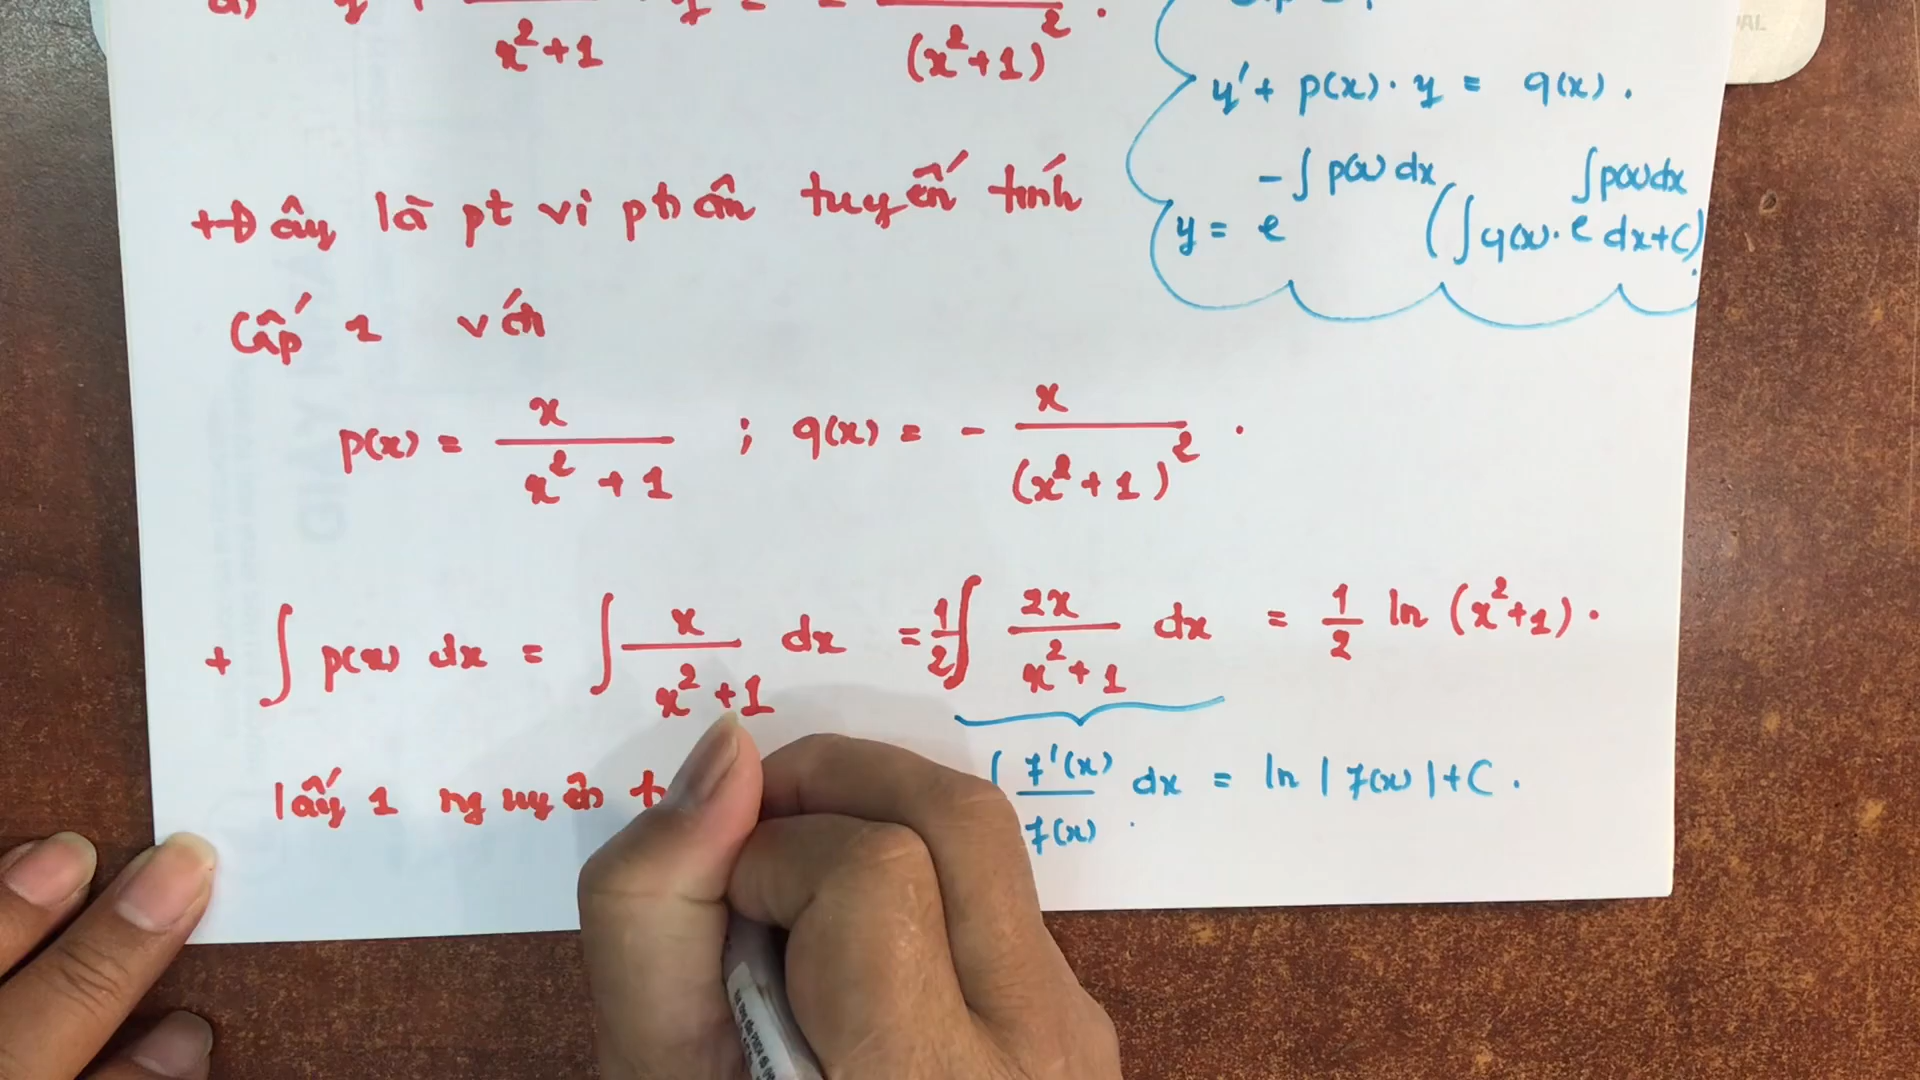 x²+1
(x²+1)² .
y' + p(x) . y = q(x) .
y = e^(-∫p(x)dx) (∫q(x).e^(∫p(x)dx) dx+C).
+ Đây là pt vi phân tuyến tính
Cấp 1 với
p(x) = x/(x²+1) ; q(x) = - x/(x²+1)² .
+ ∫ p(x) dx = ∫ x/(x²+1) dx = 1/2 ∫ 2x/(x²+1) dx = 1/2 ln (x²+1) .
lấy 1 nguyên
∫ f'(x)/f(x) dx = ln |f(x)|+C .